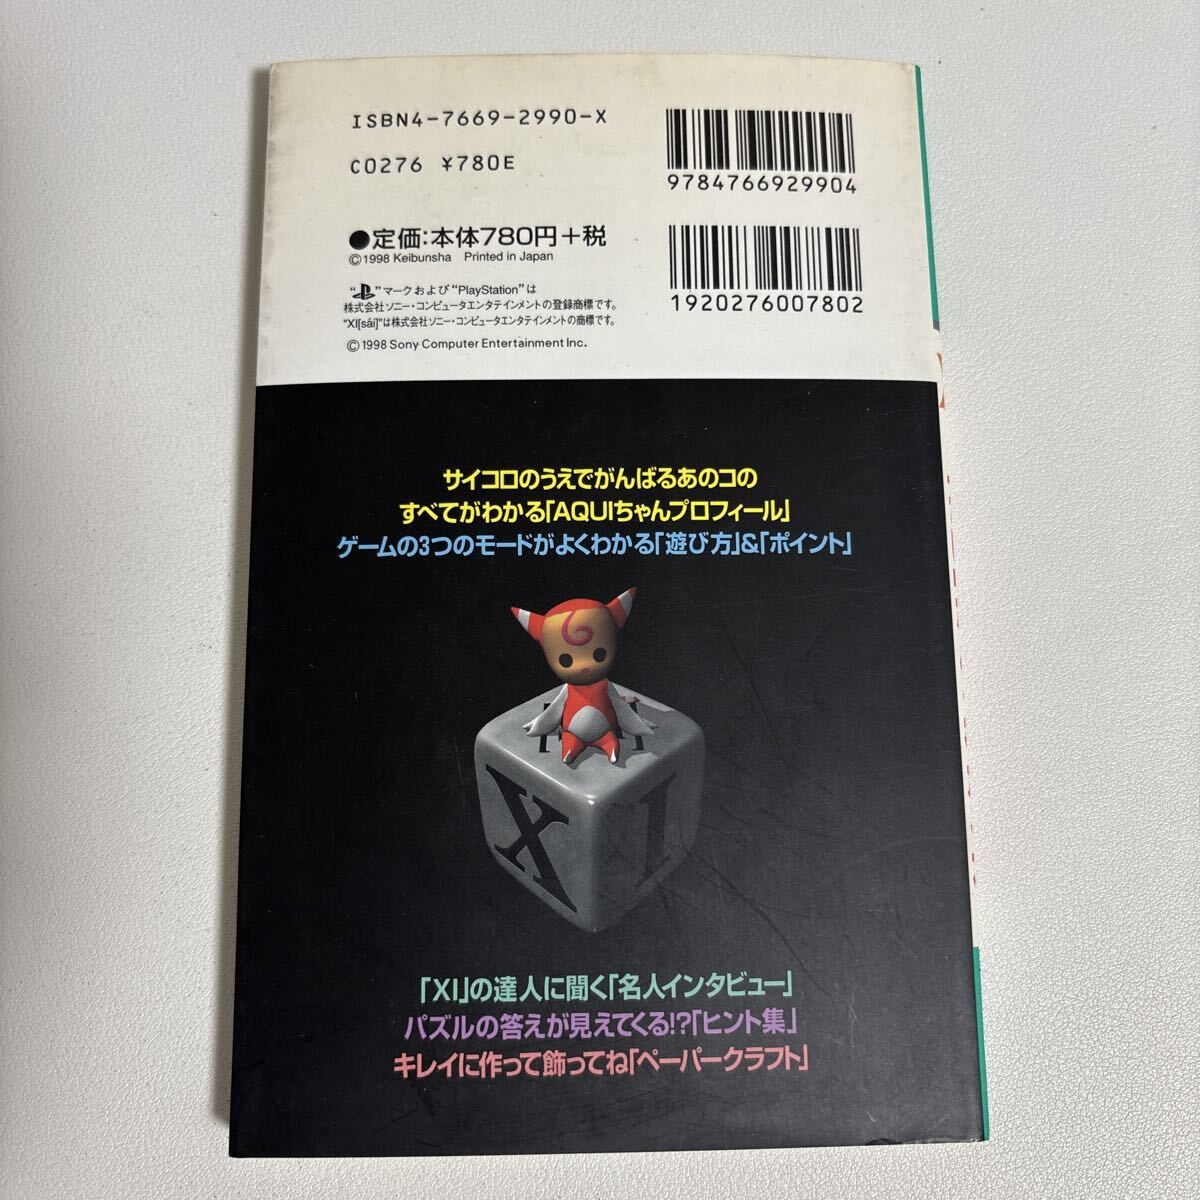 ISBN4-7669-2990-X
C0276 ¥780E
9784766929904
●定価:本体780円+税
©1998 Keibunsha Printed in Japan
1920276007802
"PS"マークおよび"PlayStation"は
株式会社ソニー・コンピュータエンタテインメントの登録商標です。
"XI[sái]"は株式会社ソニー・コンピュータエンタテインメントの商標です。
©1998 Sony Computer Entertainment Inc.
サイコロのうえでがんばるあのコの
すべてがわかる「AQUIちゃんプロフィール」
ゲームの3つのモードがよくわかる「遊び方」&「ポイント」
X I
「XI」の達人に聞く「名人インタビュー」
パズルの答えが見えてくる!?「ヒント集」
キレイに作って飾ってね「ペーパークラフト」